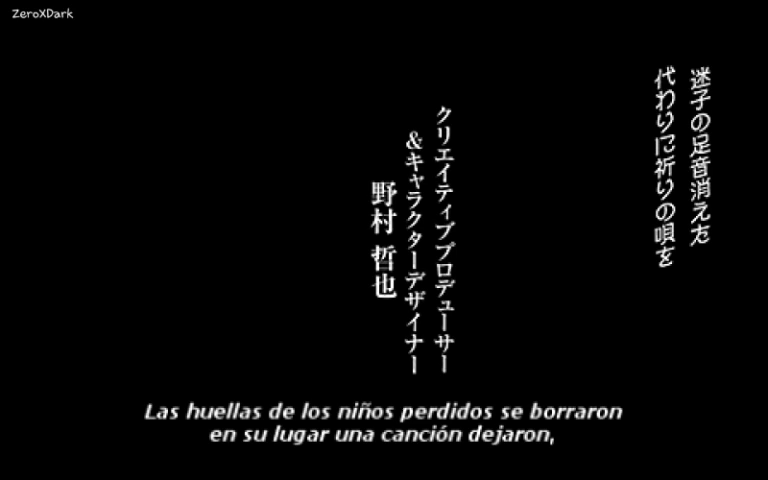 ZeroXDark
迷子の足音消えた
代わりに祈りの唄を
クリエイティブプロデューサー
&キャラクターデザイナー
野村 哲也
Las huellas de los niños perdidos se borraron
en su lugar una canción dejaron,